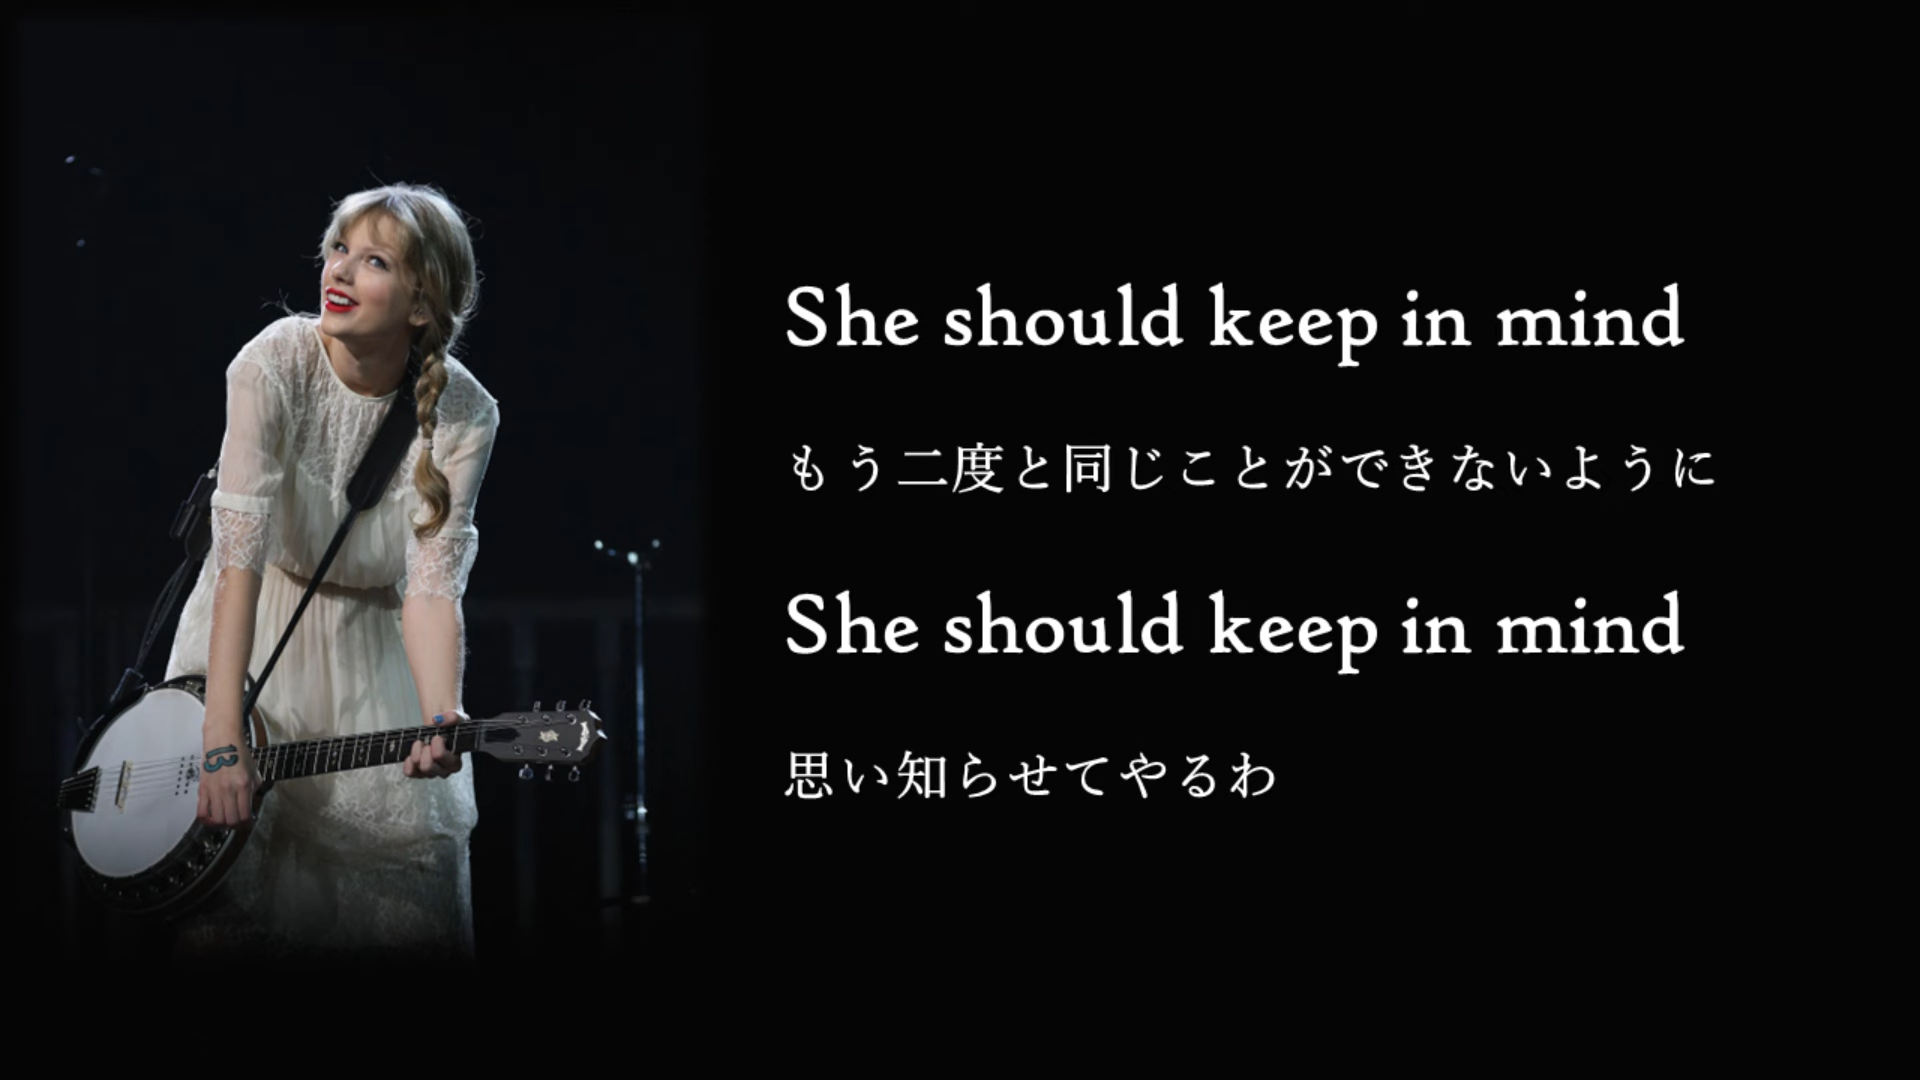 She should keep in mind
もう二度と同じことができないように
She should keep in mind
思い知らせてやるわ
13